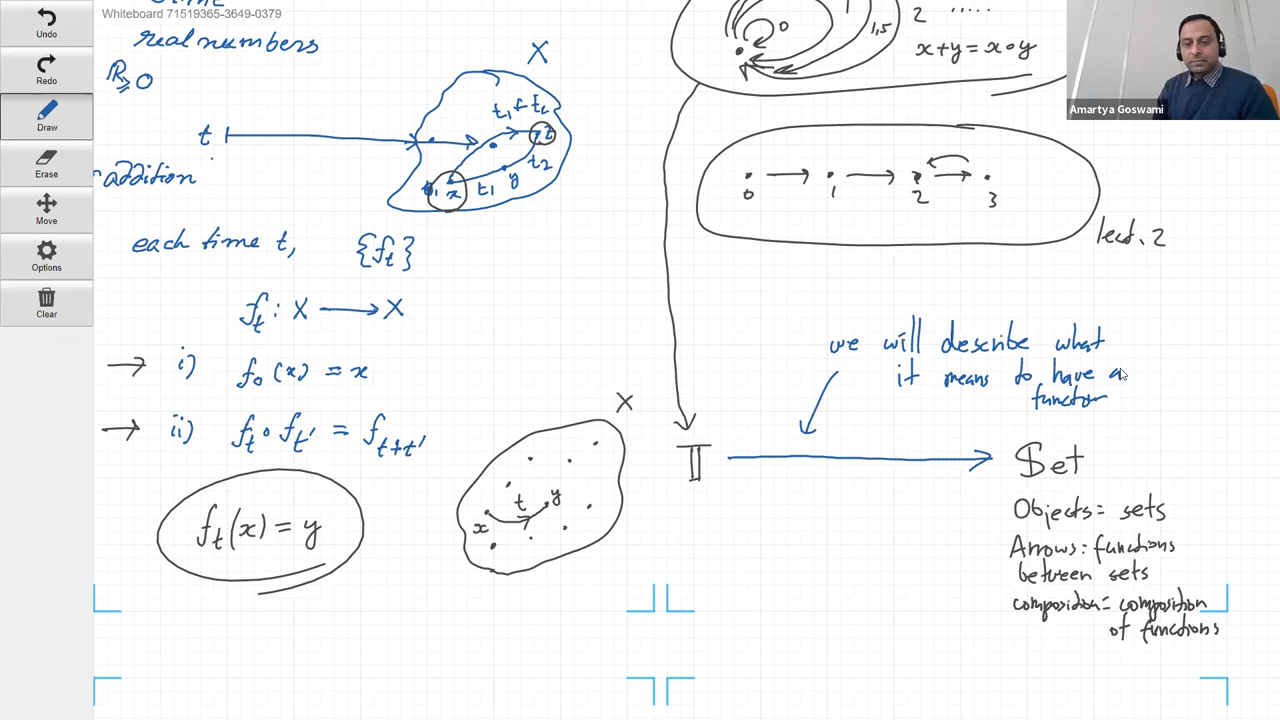 Whiteboard 71519365-3649-0379
Undo
Redo
Draw
Erase
Move
Options
Clear
real numbers
ℝ≥0
X
t
t₁+t₂
z
t₂
y
t₁
x
addition
each time t, {fₜ}
fₜ : X ⟶ X
→ i) f₀(x) = x
→ ii) fₜ ∘ fₜ′ = fₜ₊ₜ′
fₜ(x) = y
X
x t y
0 1 1,5 2 .....
x+y = x∘y
0 → 1 → 2 → 3
lect. 2
we will describe what
it means to have a
functor
𝕋 ⟶ Set
Objects = sets
Arrows : functions
between sets
composition = composition
of functions
Amartya Goswami